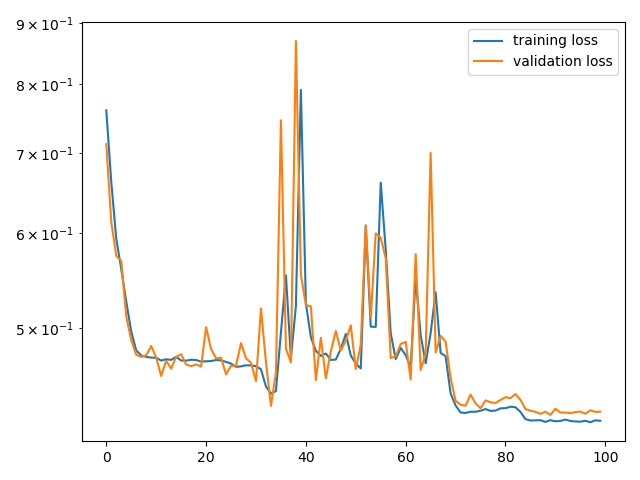 9 × 10⁻¹
8 × 10⁻¹
7 × 10⁻¹
6 × 10⁻¹
5 × 10⁻¹
training loss
validation loss
0 20 40 60 80 100